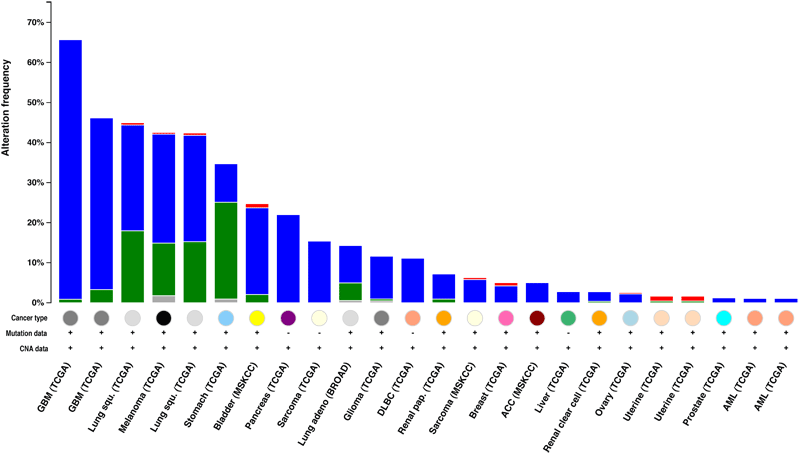 Alteration frequency
70%
60%
50%
40%
30%
20%
10%
0%
Cancer type
Mutation data + + + + + + + - - + + - + + + + - + + + + + + +
CNA data + + + + + + + + + + + + + + + + + + + + + + + +
GBM (TCGA)
GBM (TCGA)
Lung squ. (TCGA)
Melanoma (TCGA)
Lung squ. (TCGA)
Stomach (TCGA)
Bladder (MSKCC)
Pancreas (TCGA)
Sarcoma (TCGA)
Lung adeno (BROAD)
Glioma (TCGA)
DLBC (TCGA)
Renal pap. (TCGA)
Sarcoma (MSKCC)
Breast (TCGA)
ACC (MSKCC)
Liver (TCGA)
Renal clear cell (TCGA)
Ovary (TCGA)
Uterine (TCGA)
Uterine (TCGA)
Prostate (TCGA)
AML (TCGA)
AML (TCGA)